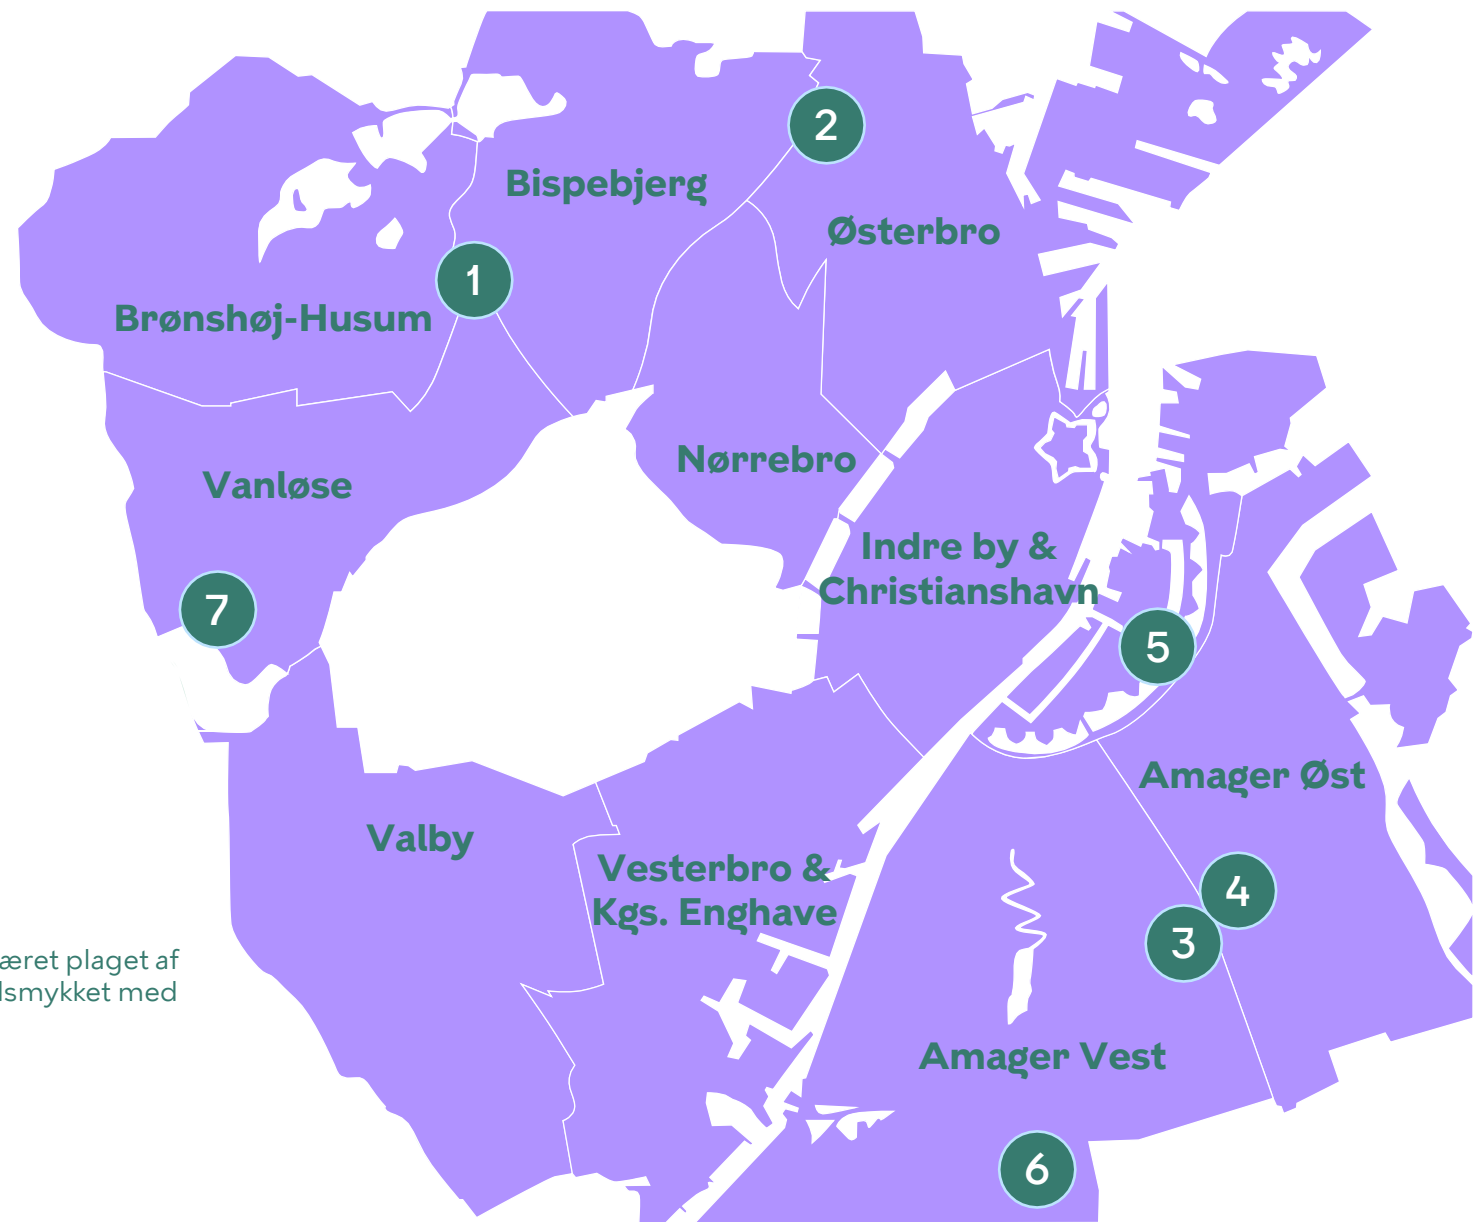 2
Bispebjerg
Østerbro
1
Brønshøj-Husum
Nørrebro
Vanløse
Indre by &
Christianshavn
7
5
Amager Øst
Valby
Vesterbro &
Kgs. Enghave
4
3
æret plaget af
smykket med
Amager Vest
6